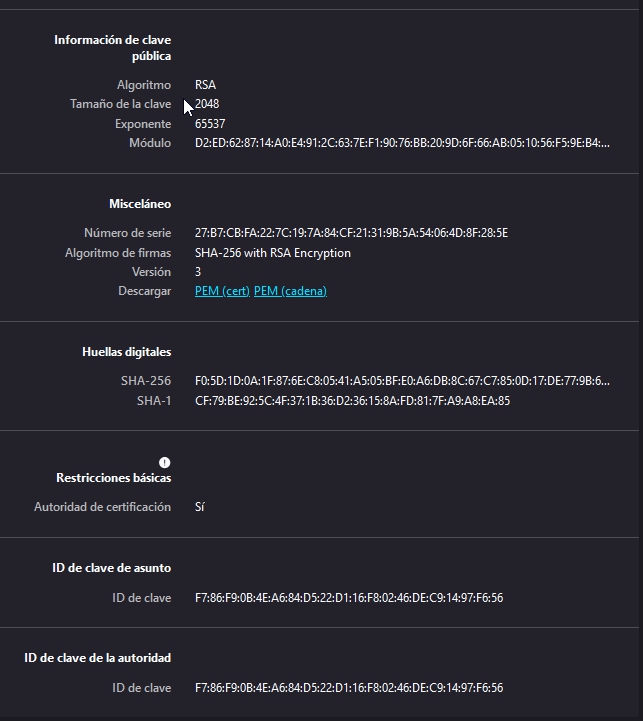 Información de clave
pública
Algoritmo RSA
Tamaño de la clave 2048
Exponente 65537
Módulo D2:ED:62:87:14:A0:E4:91:2C:63:7E:F1:90:76:BB:20:9D:6F:66:AB:05:10:56:F5:9E:B4:...
Misceláneo
Número de serie 27:B7:CB:FA:22:7C:19:7A:84:CF:21:31:9B:5A:54:06:4D:8F:28:5E
Algoritmo de firmas SHA-256 with RSA Encryption
Versión 3
Descargar PEM (cert) PEM (cadena)
Huellas digitales
SHA-256 F0:5D:1D:0A:1F:87:6E:C8:05:41:A5:05:BF:E0:A6:DB:8C:67:C7:85:0D:17:DE:77:9B:6...
SHA-1 CF:79:BE:92:5C:4F:37:1B:36:D2:36:15:8A:FD:81:7F:A9:A8:EA:85
Restricciones básicas
Autoridad de certificación Sí
ID de clave de asunto
ID de clave F7:86:F9:0B:4E:A6:84:D5:22:D1:16:F8:02:46:DE:C9:14:97:F6:56
ID de clave de la autoridad
ID de clave F7:86:F9:0B:4E:A6:84:D5:22:D1:16:F8:02:46:DE:C9:14:97:F6:56